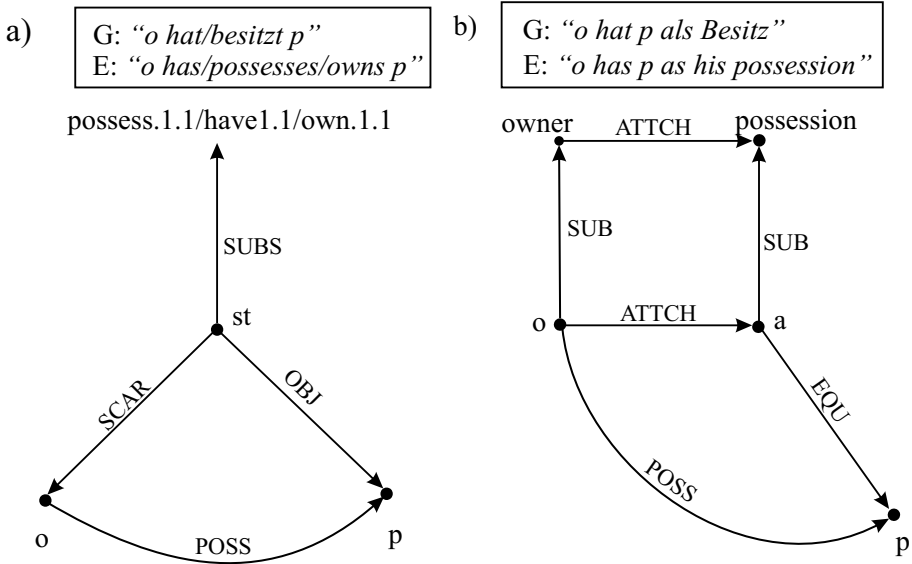 a)
G: “o hat/besitzt p”
E: “o has/possesses/owns p”
possess.1.1/have1.1/own.1.1
SUBS
st
SCAR
OBJ
o
POSS
p
b)
G: “o hat p als Besitz”
E: “o has p as his possession”
owner
ATTCH
possession
SUB
SUB
o
ATTCH
a
EQU
POSS
p